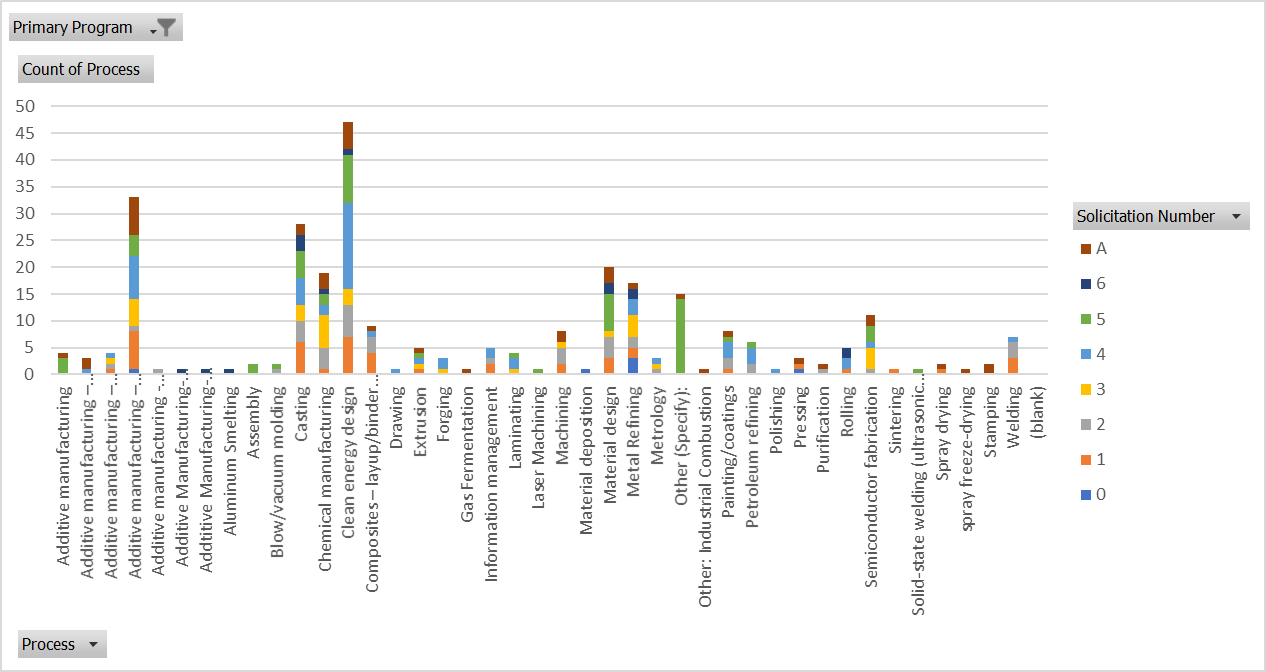 Primary Program
Count of Process
50
45
40
35
30
25
20
15
10
5
0
Additive manufacturing
Additive manufacturing –…
Additive manufacturing –…
Additive manufacturing –…
Additive manufacturing -…
Additive Manufacturing-…
Addtitive Manufacturing-…
Aluminum Smelting
Assembly
Blow/vacuum molding
Casting
Chemical manufacturing
Clean energy design
Composites – layup/binder…
Drawing
Extrusion
Forging
Gas Fermentation
Information management
Laminating
Laser Machining
Machining
Material deposition
Material design
Metal Refining
Metrology
Other (Specify):
Other: Industrial Combustion
Painting/coatings
Petroleum refining
Polishing
Pressing
Purification
Rolling
Semiconductor fabrication
Sintering
Solid-state welding (ultrasonic…
Spray drying
spray freeze-drying
Stamping
Welding
(blank)
Solicitation Number
A
6
5
4
3
2
1
0
Process